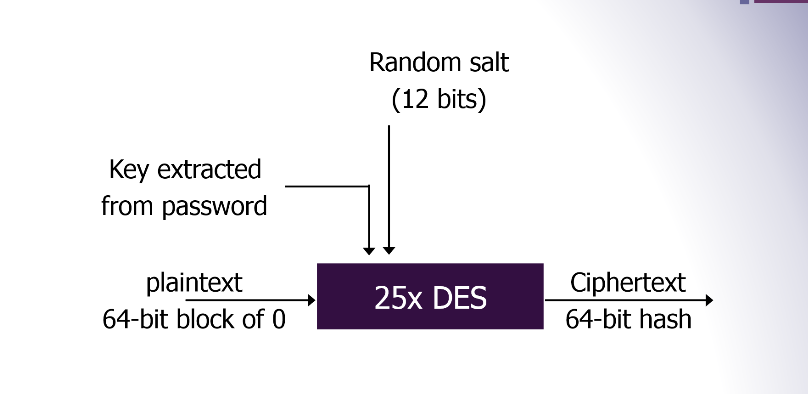 Random salt
(12 bits)
Key extracted
from password
plaintext
64-bit block of 0
25x DES
Ciphertext
64-bit hash